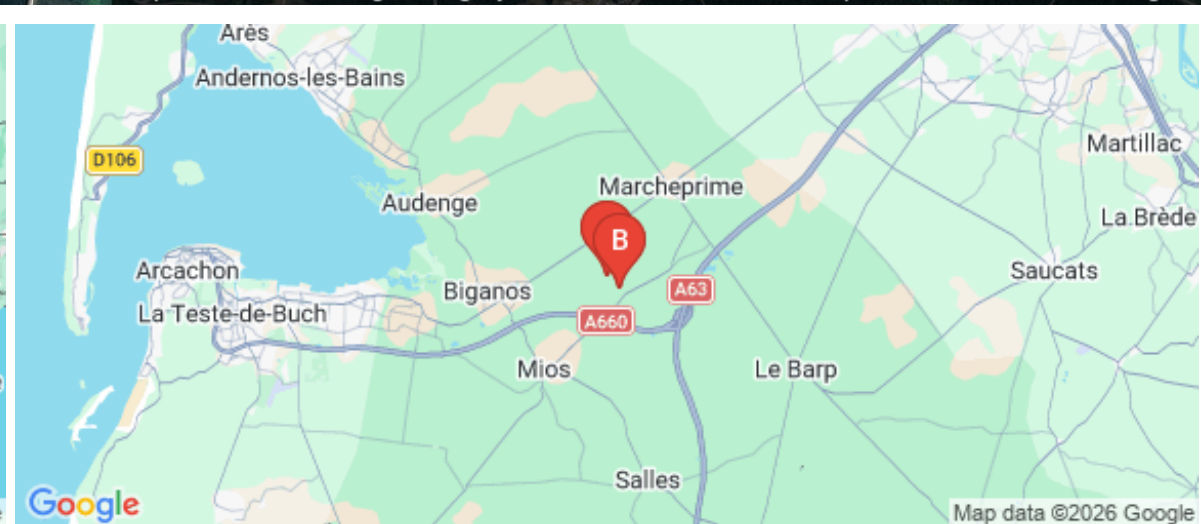 Arès
Andernos-les-Bains
D106
Martillac
Marcheprime
Audenge
La Brède
B
Arcachon
Saucats
Biganos
A63
La Teste-de-Buch
A660
Mios
Le Barp
Salles
Google
Map data ©2026 Google